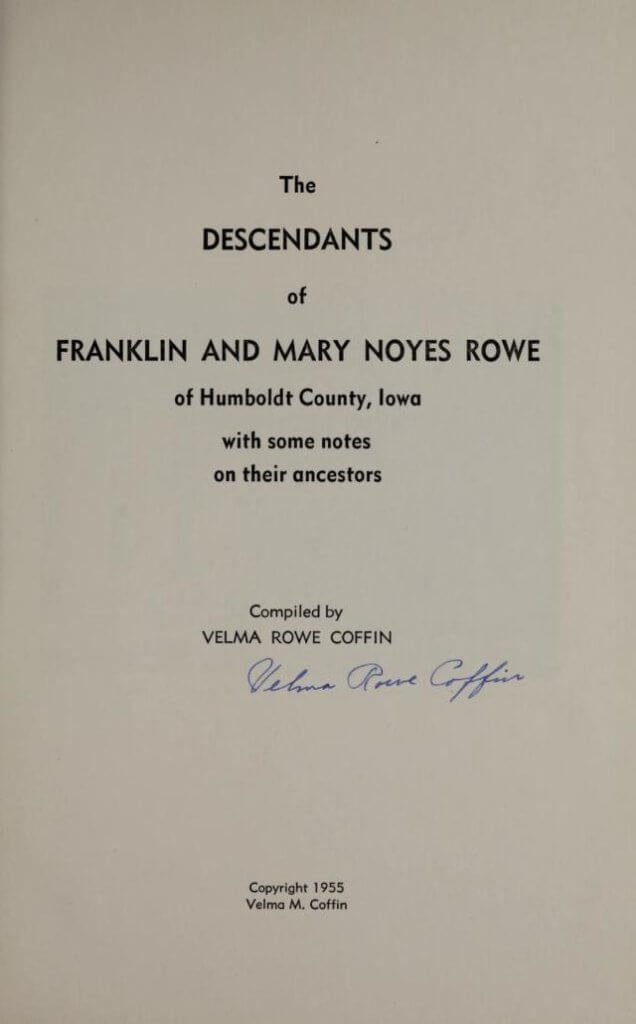 The
DESCENDANTS
of
FRANKLIN AND MARY NOYES ROWE
of Humboldt County, Iowa
with some notes
on their ancestors
Compiled by
VELMA ROWE COFFIN
Velma Rowe Coffin
Copyright 1955
Velma M. Coffin